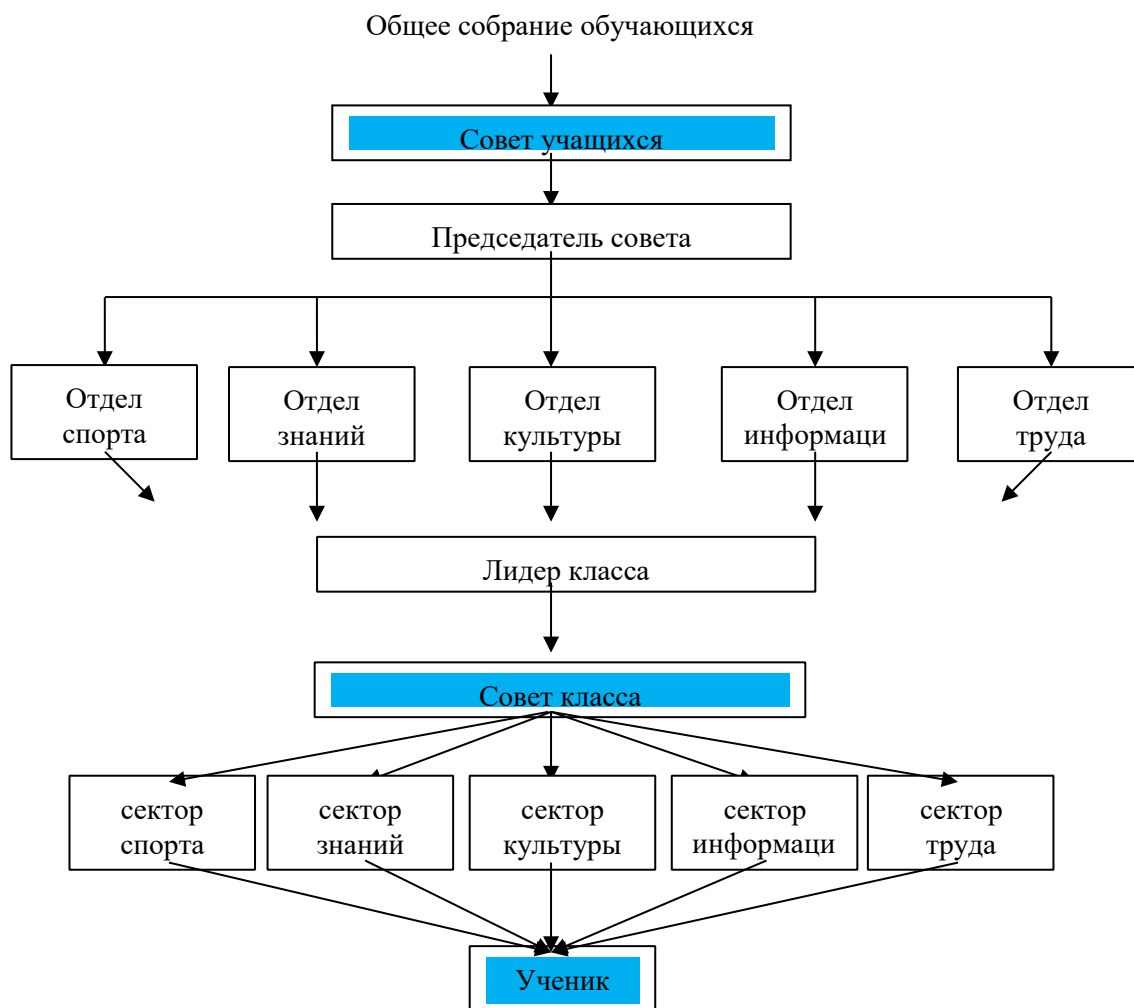 Общее собрание обучающихся
Совет учащихся
Председатель совета
Отдел
спорта
Отдел
знаний
Отдел
культуры
Отдел
информаци
Отдел
труда
Лидер класса
Совет класса
сектор
спорта
сектор
знаний
сектор
культуры
сектор
информаци
сектор
труда
Ученик